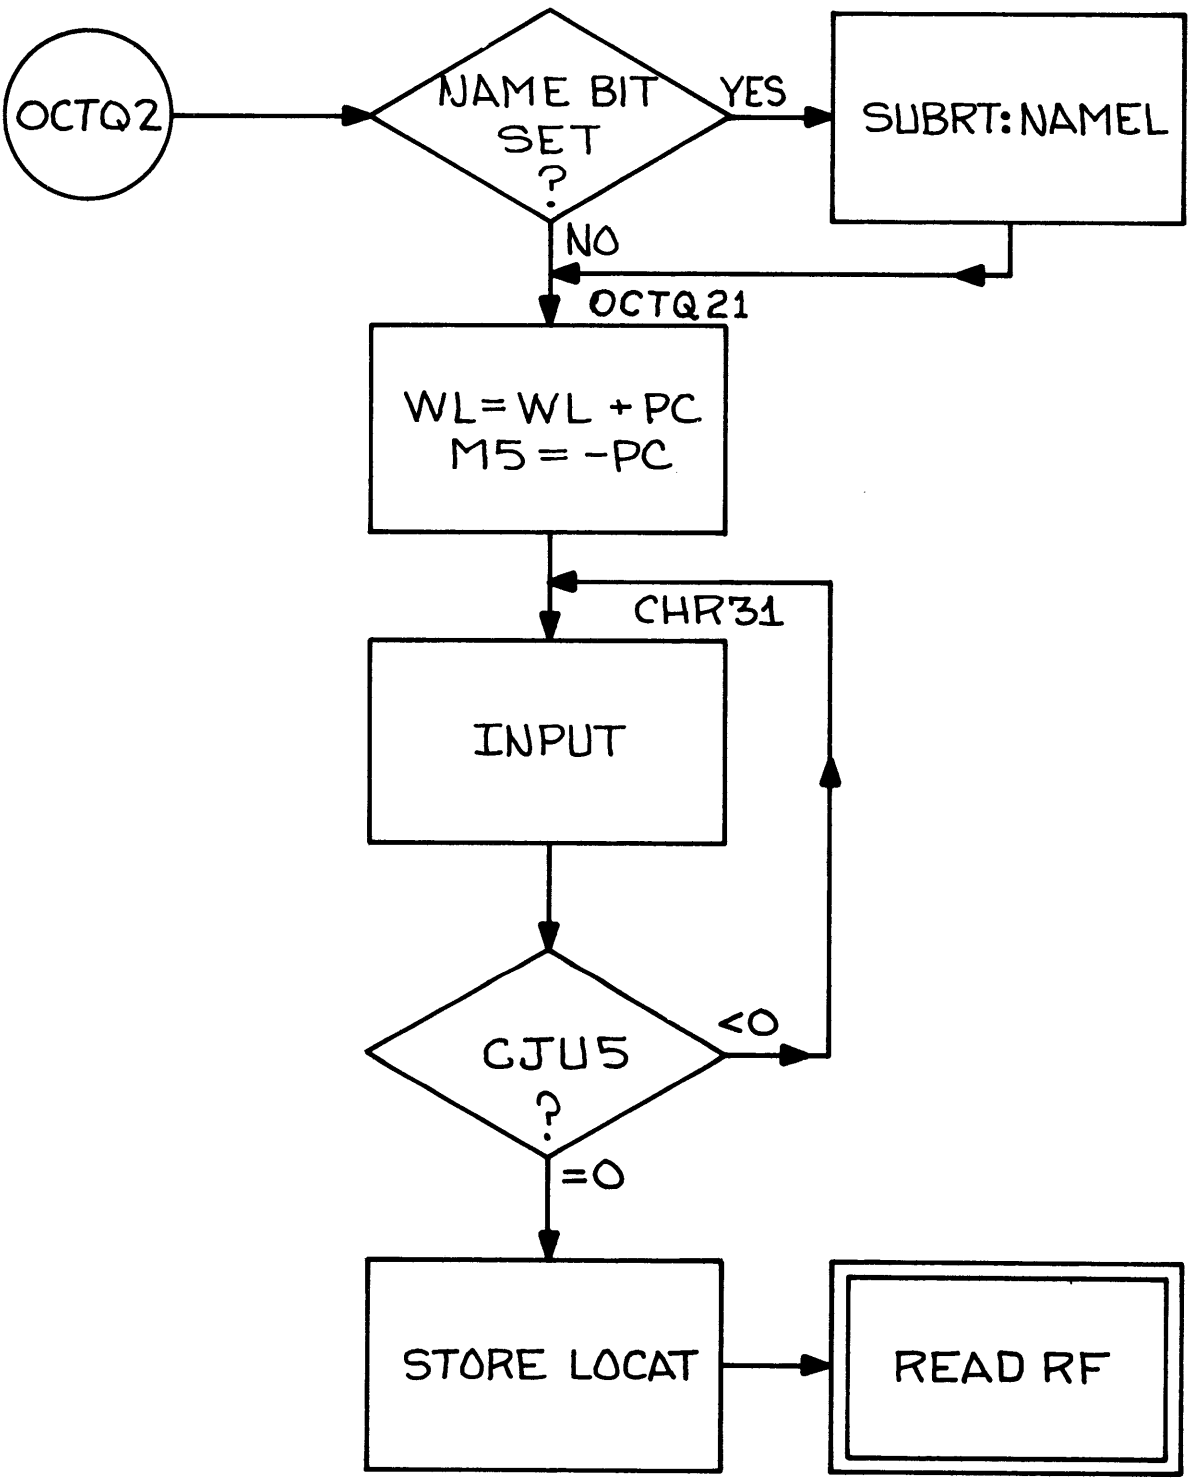 OCTQ2
NAME BIT
SET
?
YES
SUBRT:NAMEL
NO
OCTQ21
WL=WL+PC
M5=-PC
CHR31
INPUT
CJU5
?
<0
=0
STORE LOCAT
READ RF